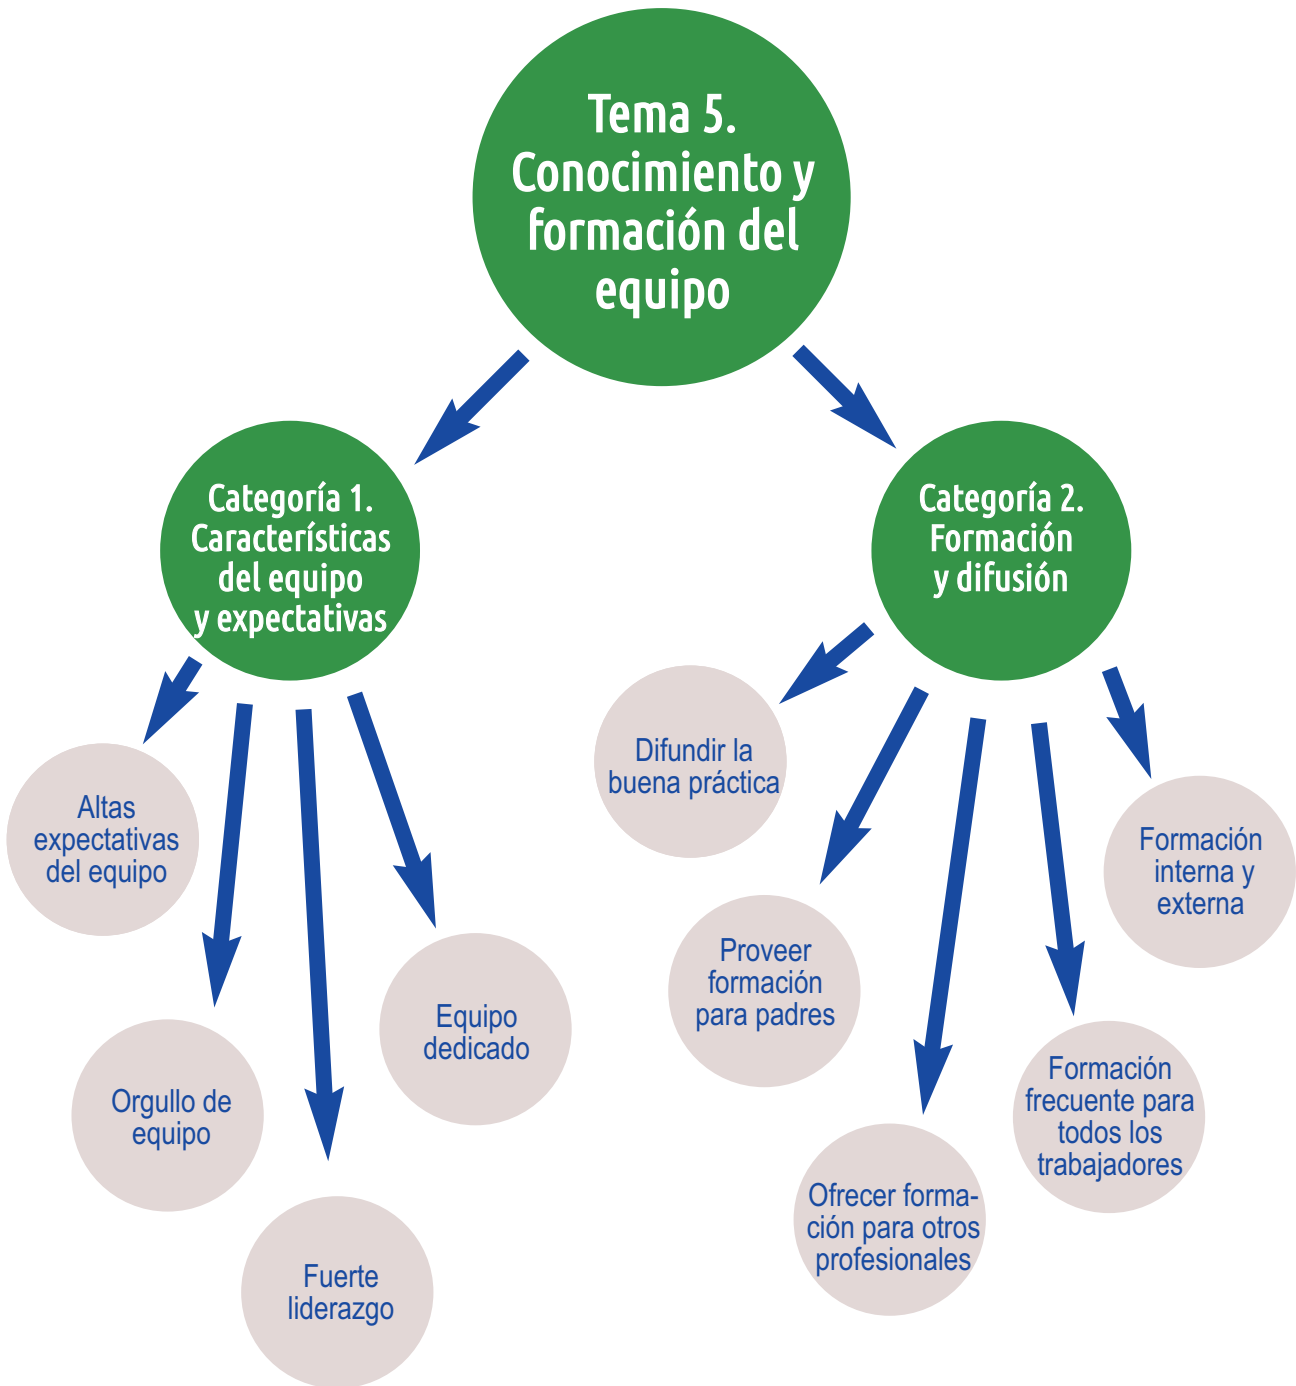 Tema 5.
Conocimiento y
formación del
equipo
Categoría 1.
Características
del equipo
y expectativas
Categoría 2.
Formación
y difusión
Altas
expectativas
del equipo
Orgullo de
equipo
Fuerte
liderazgo
Equipo
dedicado
Difundir la
buena práctica
Proveer
formación
para padres
Ofrecer forma-
ción para otros
profesionales
Formación
frecuente para
todos los
trabajadores
Formación
interna y
externa